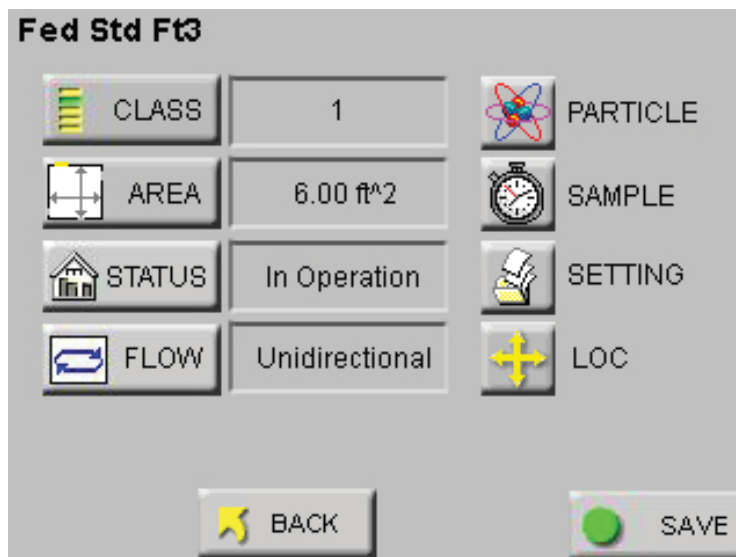 Fed Std Ft3
CLASS 1 PARTICLE
AREA 6.00 ft^2 SAMPLE
STATUS In Operation SETTING
FLOW Unidirectional LOC
BACK SAVE